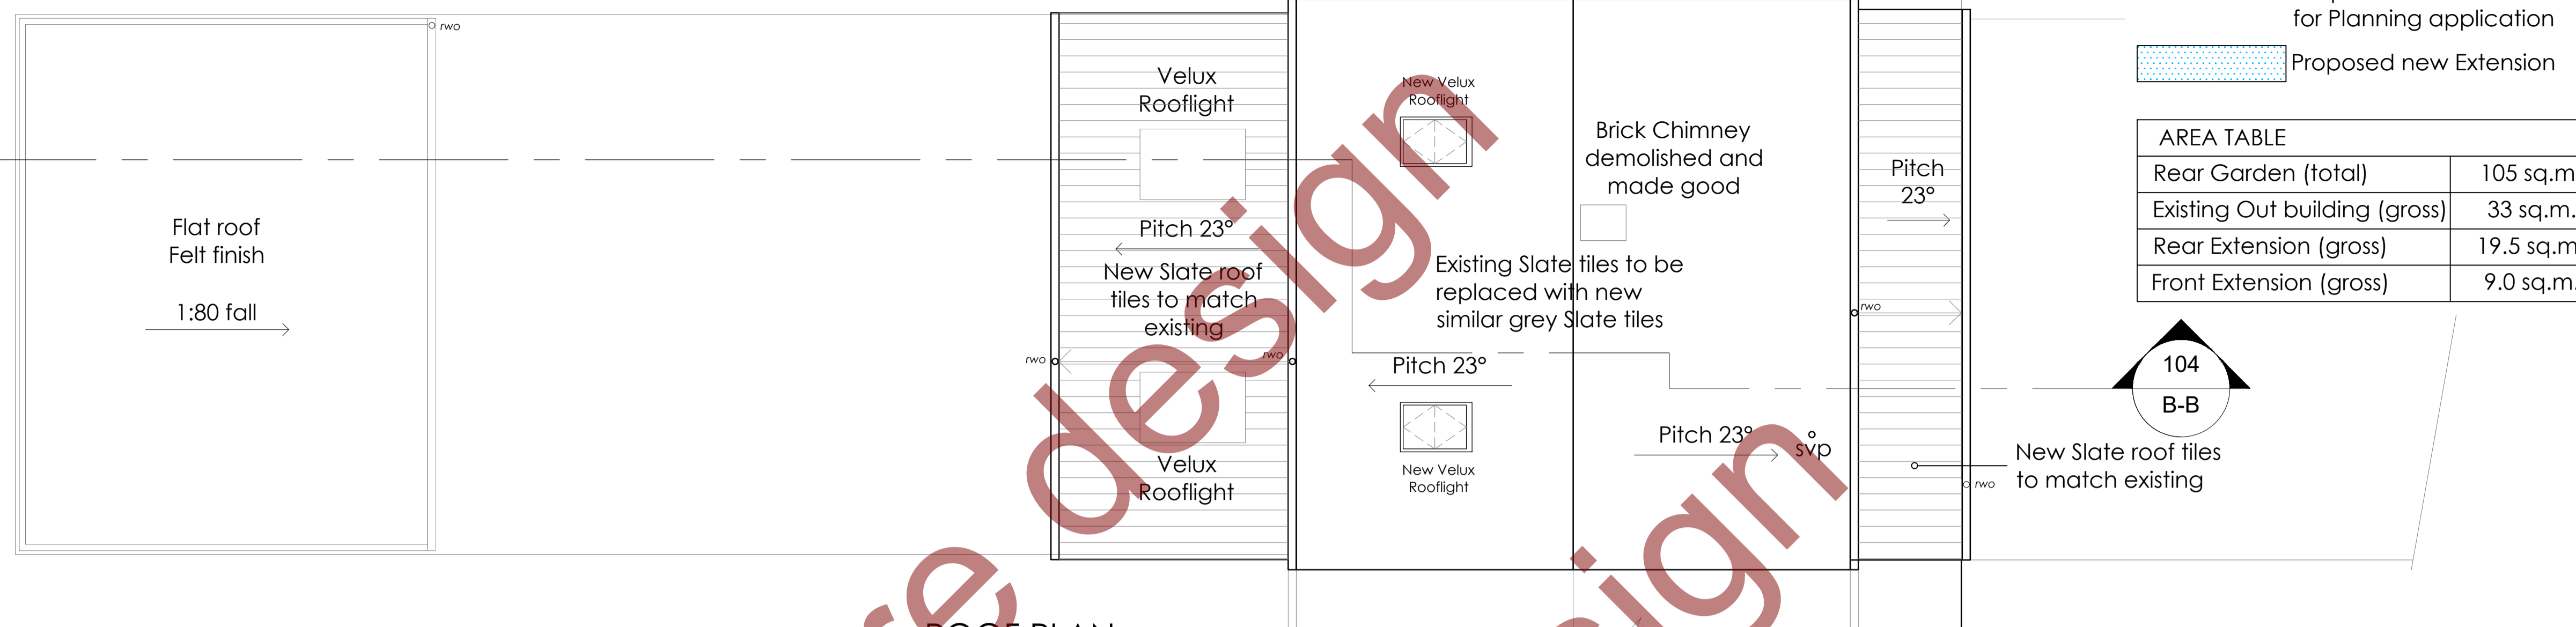 for Planning application
Proposed new Extension
AREA TABLE
Rear Garden (total) 105 sq.m
Existing Out building (gross) 33 sq.m.
Rear Extension (gross) 19.5 sq.m
Front Extension (gross) 9.0 sq.m.
rwo
Flat roof
Felt finish
1:80 fall
Velux
Rooflight
Pitch 23°
New Slate roof
tiles to match
existing
rwo
rwo
Velux
Rooflight
New Velux
Rooflight
Brick Chimney
demolished and
made good
Existing Slate tiles to be
replaced with new
similar grey Slate tiles
Pitch 23°
New Velux
Rooflight
Pitch 23°
svp
Pitch
23°
rwo
104
B-B
New Slate roof tiles
to match existing
rwo
ROOF PLAN
design